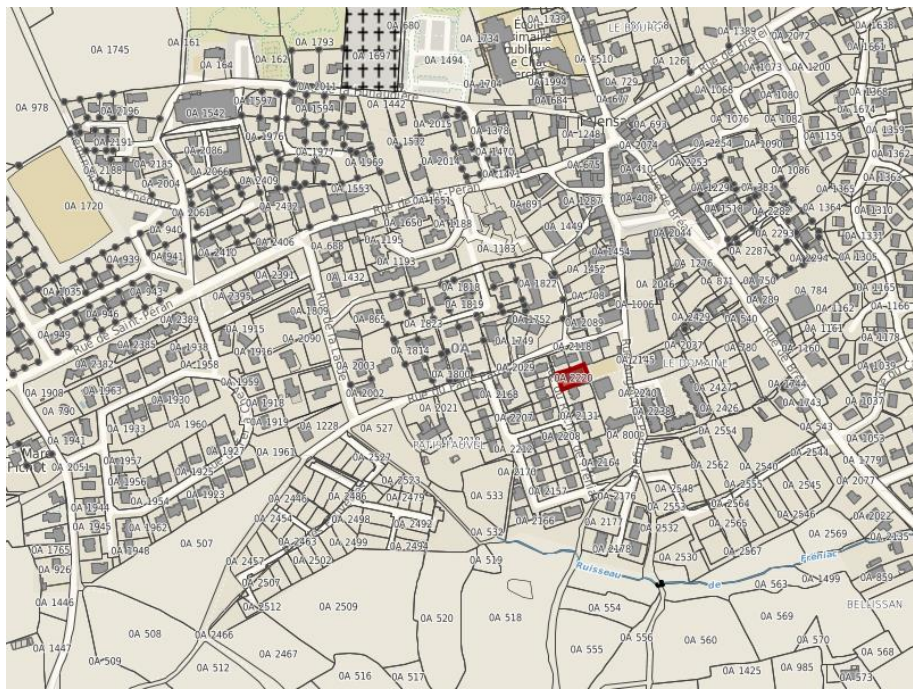 0A 680
0A 1739
École
0A 161
0A 1793
0A 1734
LE BOURG
0A 1638
0A 1745
0A 1697
0A 1389
0A 2072
0A 1661
0A 164
0A 162
0A 1494
0A 1510
0A 1261
0A 1073
0A 1200
0A 2011
0A 1704
0A 1994
0A 729
0A 1068
0A 1080
0A 1368
0A 978
0A 2196
0A 1597
0A 1594
0A 1442
0A 684
0A 677
0A 1674
0A 1542
0A 2015
0A 1378
0A 1248
0A 693
0A 1076
0A 1082
0A 1159
0A 1359
0A 2191
0A 1976
0A 1532
0A 2074
0A 2254
0A 1090
0A 2086
0A 1977
0A 1470
0A 1362
0A 2188
0A 2185
0A 2066
0A 1969
0A 2014
0A 675
0A 410
0A 2253
0A 1086
0A 2004
0A 2409
0A 1553
0A 1471
0A 1363
0A 1720
0A 2061
0A 2432
0A 1651
0A 891
0A 1287
0A 408
0A 1229
0A 383
0A 1365
0A 940
0A 1650
0A 1188
0A 1449
0A 1518
0A 2282
0A 1364
0A 1310
0A 939
0A 941
0A 2410
0A 2406
0A 688
0A 1195
0A 1183
0A 1454
0A 2044
0A 2293
0A 1331
0A 1193
0A 2287
0A 2294
0A 1305
0A 1035
0A 943
0A 2391
0A 1432
0A 1818
0A 1822
0A 1452
0A 1276
0A 871
0A 750
0A 1165
0A 946
0A 2395
0A 1809
0A 1819
0A 708
0A 1006
0A 2046
0A 289
0A 784
0A 1162
0A 1166
0A 949
0A 2389
0A 1915
0A 865
0A 1823
0A 1752
0A 2089
0A 2429
0A 540
0A 1161
0A 2385
0A 1938
0A 2090
0A 1814
0A
0A 1749
0A 2118
0A 2037
0A 780
0A 1160
0A 1178
Rue de Saint-Péran
0A 2382
0A 1958
0A 1916
0A 2003
0A 1800
0A 2029
0A 2145
LE DOMAINE
0A 1039
0A 1908
0A 1963
0A 1959
0A 2002
0A 2168
0A 2220
0A 2240
0A 2427
0A 1744
0A 790
0A 1933
0A 1930
0A 1918
0A 2021
0A 2207
0A 2131
0A 2238
0A 2426
0A 1743
0A 1037
0A 1941
0A 1960
0A 1919
0A 1228
0A 527
0A 2208
0A 800
0A 2554
0A 543
0A 1053
0A 2051
0A 1957
0A 1927
0A 1961
0A 2527
0A 2212
0A 2164
0A 2562
0A 2540
0A 2544
0A 1779
0A 1956
0A 1925
0A 2523
0A 2170
0A 2555
0A 2545
0A 2077
0A 1944
0A 1954
0A 1923
0A 2446
0A 2486
0A 2479
0A 533
0A 2157
0A 2176
0A 2548
0A 2553
0A 2564
0A 2546
0A 1945
0A 1962
0A 2454
0A 2498
0A 2492
0A 2166
0A 2177
0A 2532
0A 2565
0A 2569
0A 2022
0A 1765
0A 1948
0A 507
0A 2463
0A 2499
0A 2494
0A 532
0A 2178
0A 2530
0A 2567
0A 2135
0A 926
0A 2457
0A 2502
0A 519
Ruisseau
de
Fréniac
0A 1446
0A 2507
0A 563
0A 1499
0A 859
0A 2512
0A 2509
0A 520
0A 518
0A 554
BELLISSAN
0A 508
0A 2466
0A 556
0A 560
0A 569
0A 1447
0A 555
0A 570
0A 568
0A 509
0A 512
0A 2467
0A 516
0A 517
0A 1425
0A 985
0A 573